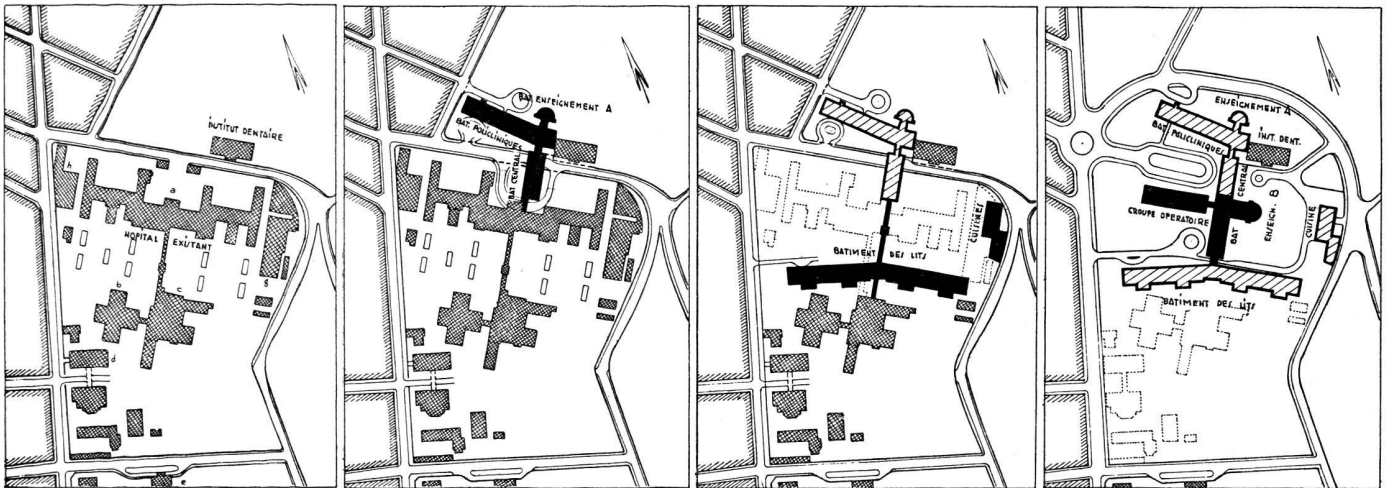 INSTITUT DENTAIRE
h
a
HOPITAL EXISTANT
g
b
c
d
e
BAT ENSEIGNEMENT A
BAT. POLICLINIQUES
BAT CENTRAL
CUISINES
BATIMENT DES LITS
ENSEIGNEMENT A
BAT POLICLINIQUES
INST. DENT.
CENTRAL
CROUPE OPERATOIRE
BAT
ENSEIGN. B
CUISINE
BATIMENT DES LITS